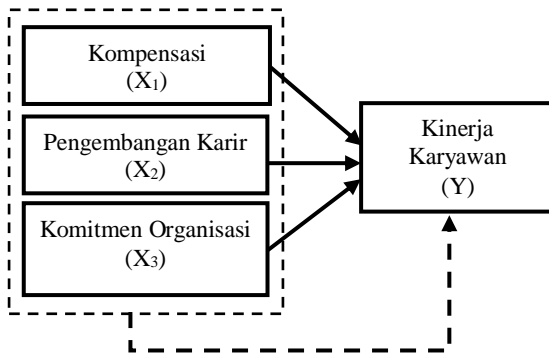 Kompensasi
(X₁)
Pengembangan Karir
(X₂)
Komitmen Organisasi
(X₃)
Kinerja
Karyawan
(Y)